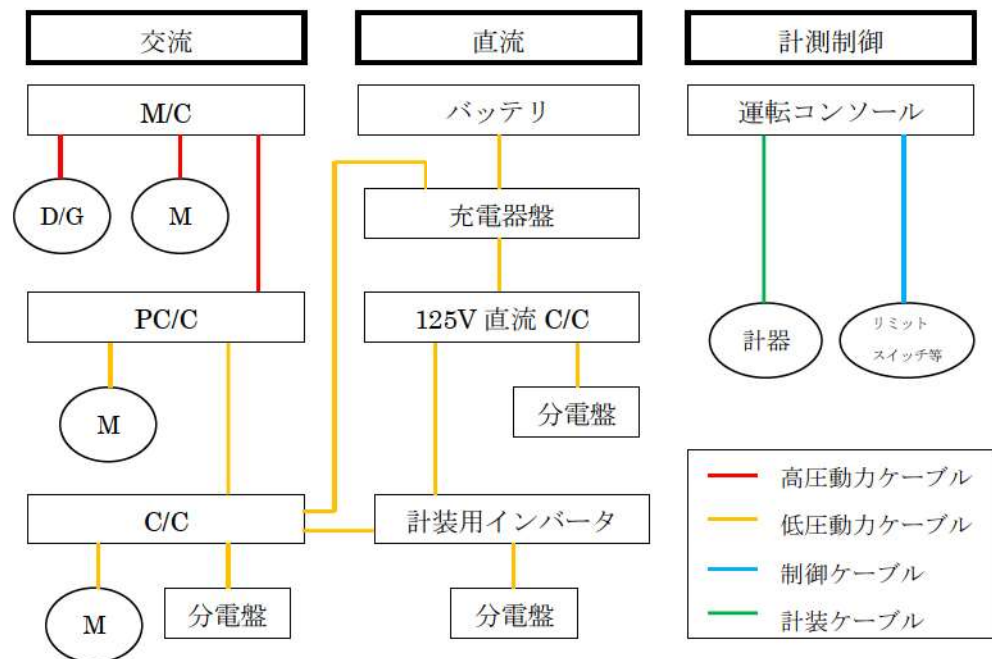 交流
直流
計測制御
M/C
バッテリ
運転コンソール
D/G
M
充電器盤
PC/C
125V 直流 C/C
計器
リミット
スイッチ等
M
分電盤
C/C
計装用インバータ
M
分電盤
分電盤
高圧動力ケーブル
低圧動力ケーブル
制御ケーブル
計装ケーブル